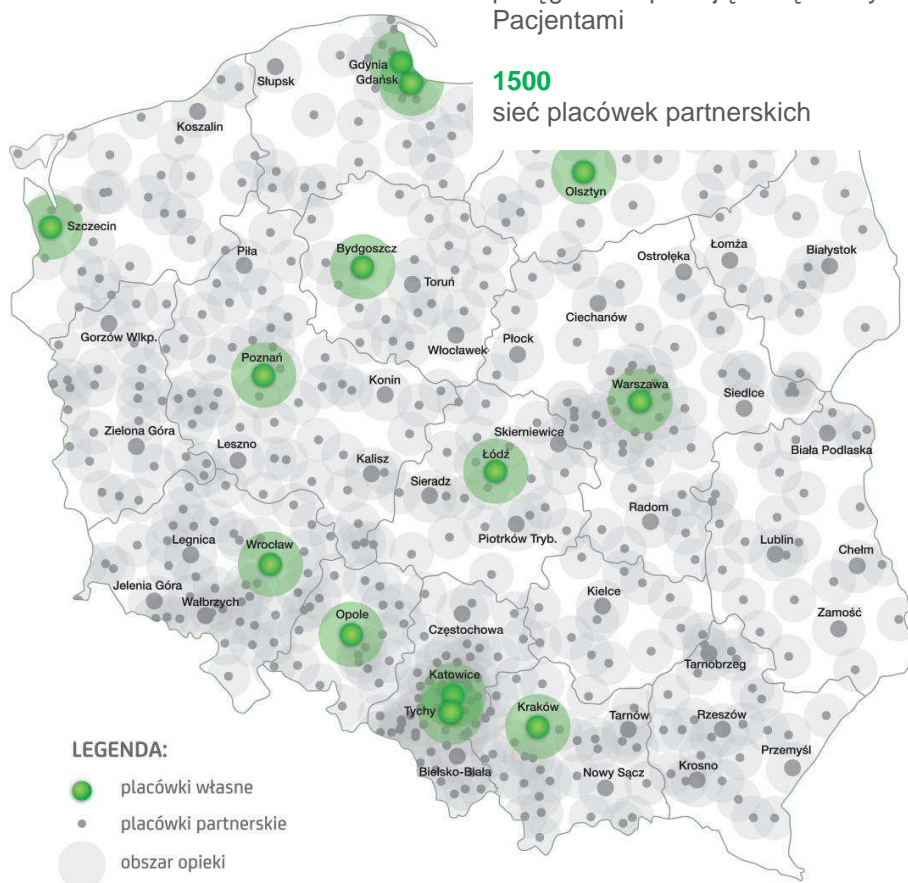 Pacjentami
1500
sieć placówek partnerskich
Gdynia
Gdańsk
Słupsk
Koszalin
Olsztyn
Szczecin
Bydgoszcz
Piła
Toruń
Ostrołęka
Łomża
Białystok
Ciechanów
Gorzów Wlkp.
Włocławek
Płock
Poznań
Konin
Warszawa
Siedlce
Zielona Góra
Leszno
Kalisz
Skierniewice
Łódź
Sieradz
Biała Podlaska
Radom
Piotrków Tryb.
Legnica
Wrocław
Lublin
Chełm
Jelenia Góra
Wałbrzych
Opole
Częstochowa
Kielce
Zamość
Tarnobrzeg
Katowice
Tychy
Kraków
Tarnów
Rzeszów
Przemyśl
Bielsko-Biała
Nowy Sącz
Krosno
LEGENDA:
placówki własne
placówki partnerskie
obszar opieki